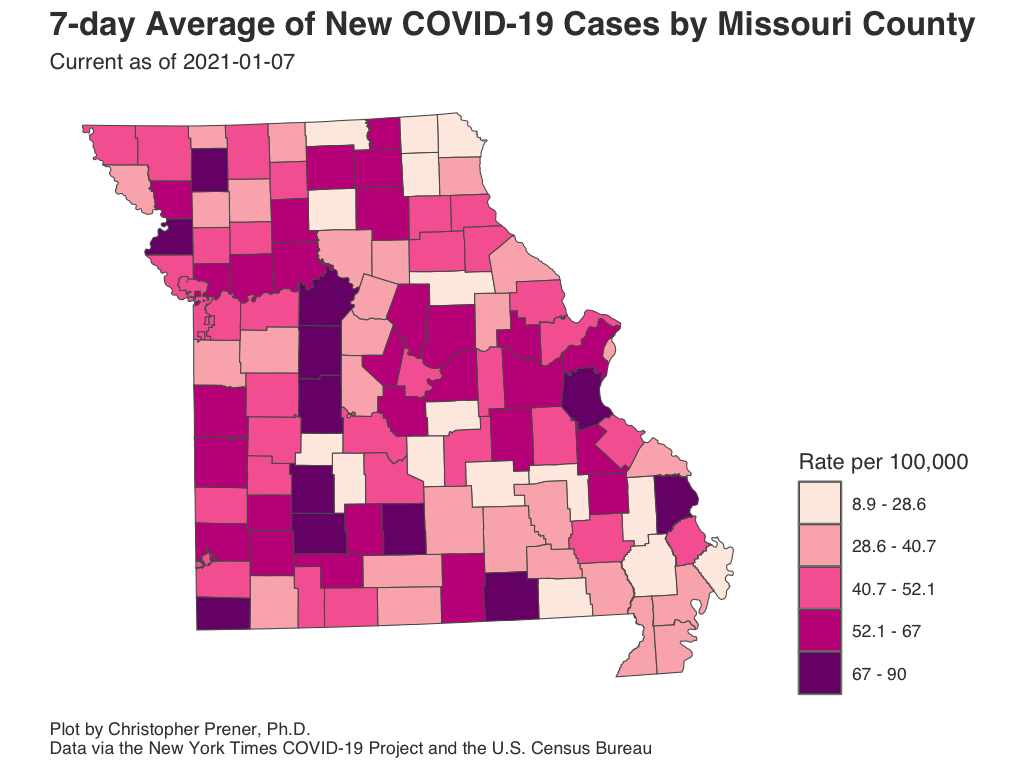 7-day Average of New COVID-19 Cases by Missouri County
Current as of 2021-01-07
Rate per 100,000
8.9 - 28.6
28.6 - 40.7
40.7 - 52.1
52.1 - 67
67 - 90
Plot by Christopher Prener, Ph.D.
Data via the New York Times COVID-19 Project and the U.S. Census Bureau